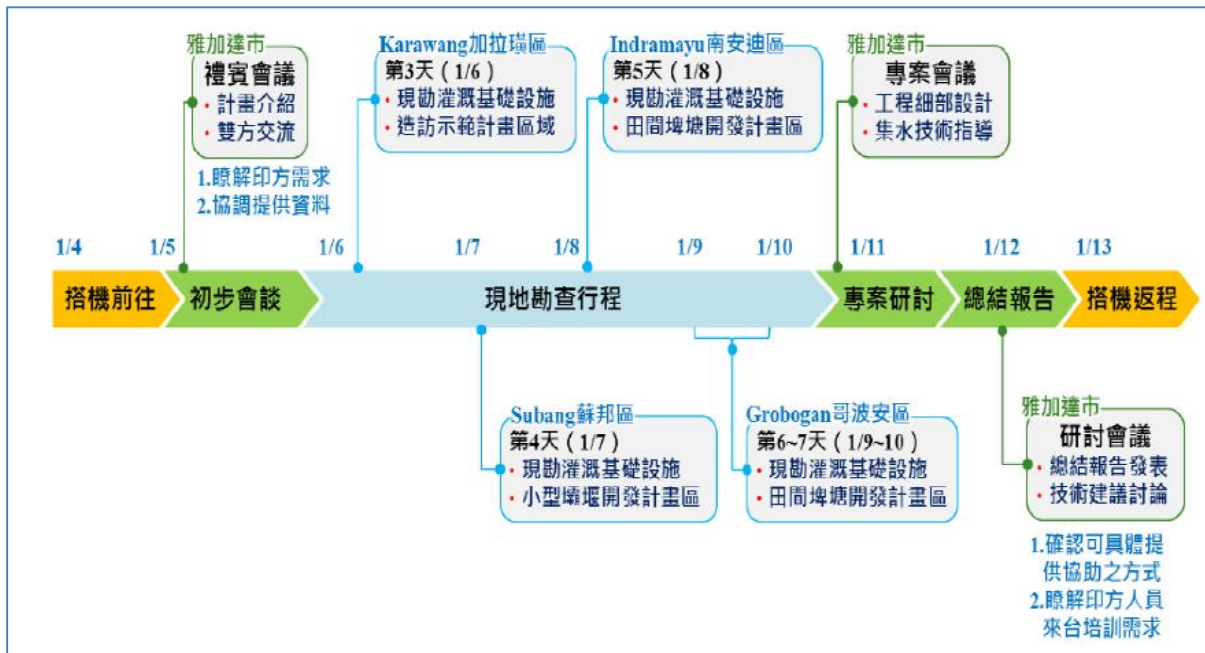 雅加達市
禮賓會議
• 計畫介紹
• 雙方交流
1.瞭解印方需求
2.協調提供資料
Karawang加拉璜區
第3天（1/6）
• 現勘灌溉基礎設施
• 造訪示範計畫區域
Indramayu南安迪區
第5天（1/8）
• 現勘灌溉基礎設施
• 田間埤塘開發計畫區
雅加達市
專案會議
• 工程細部設計
• 集水技術指導
1/4 1/5 1/6 1/7 1/8 1/9 1/10 1/11 1/12 1/13
搭機前往 初步會談 現地勘查行程 專案研討 總結報告 搭機返程
Subang蘇邦區
第4天（1/7）
• 現勘灌溉基礎設施
• 小型壩堰開發計畫區
Grobogan哥波安區
第6~7天（1/9~10）
• 現勘灌溉基礎設施
• 田間埤塘開發計畫區
雅加達市
研討會議
• 總結報告發表
• 技術建議討論
1.確認可具體提
供協助之方式
2.瞭解印方人員
來台培訓需求